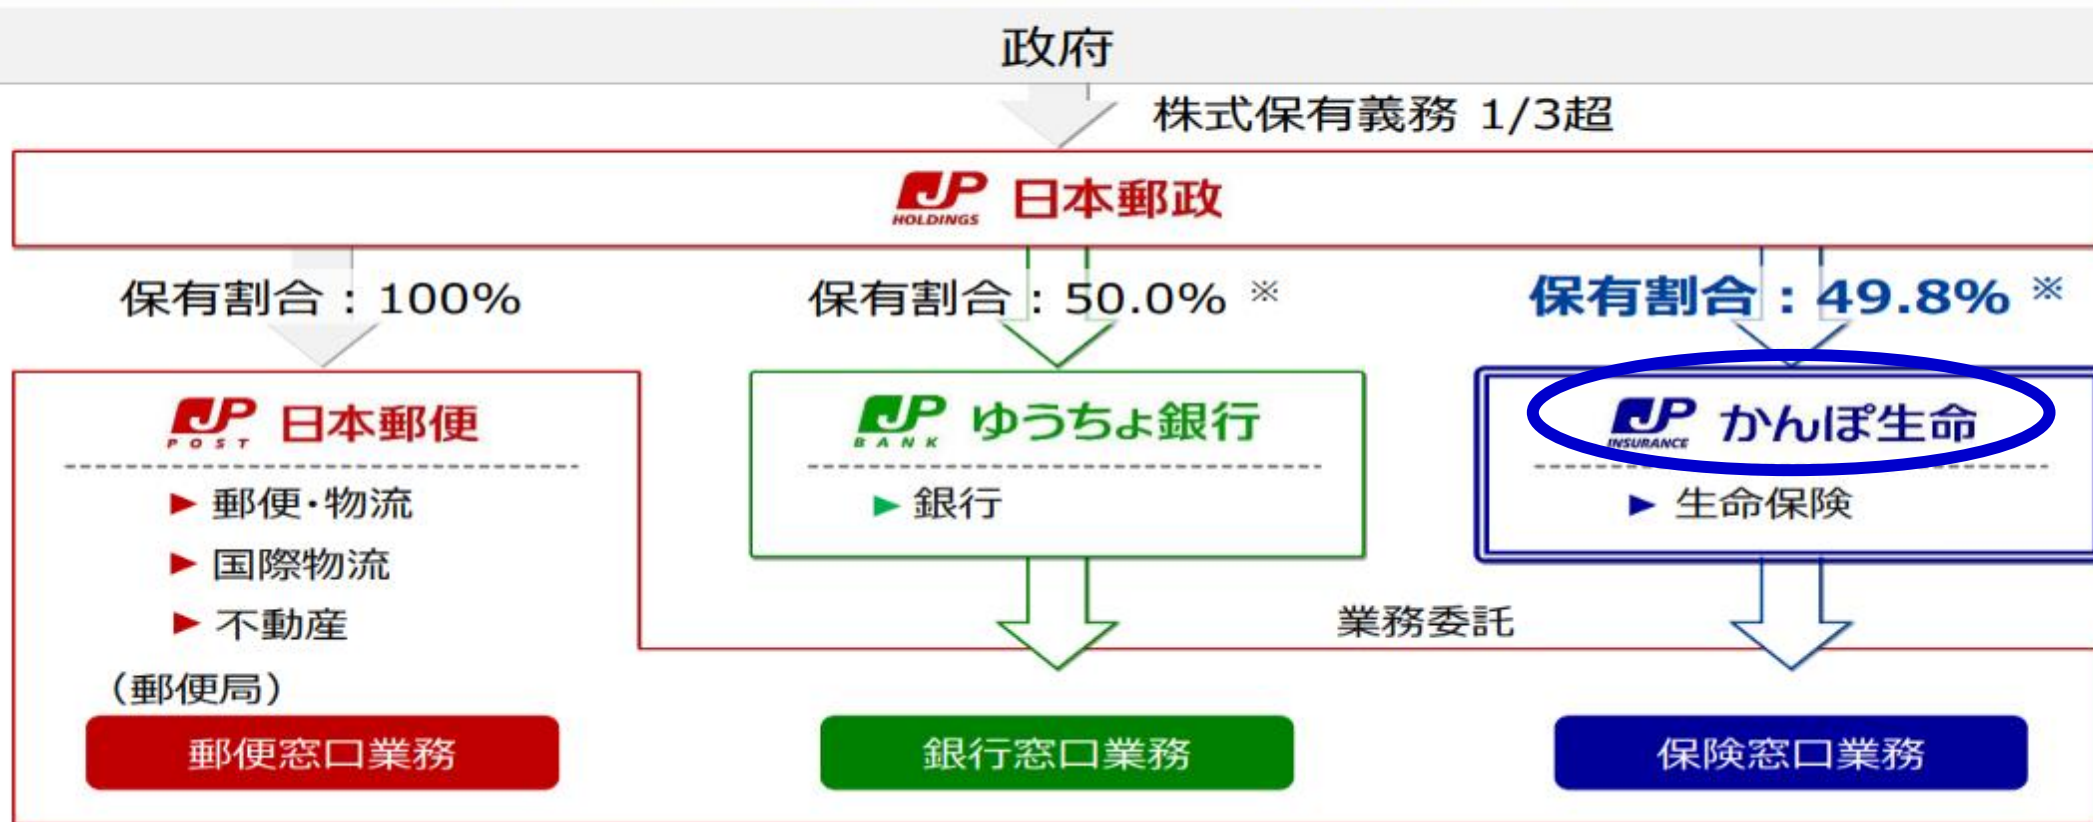 政府
株式保有義務 1/3超
JP HOLDINGS 日本郵政
保有割合：100%
保有割合：50.0% ※
保有割合：49.8% ※
JP POST 日本郵便
郵便・物流
国際物流
不動産
JP BANK ゆうちょ銀行
銀行
JP INSURANCE かんぽ生命
生命保険
業務委託
（郵便局）
郵便窓口業務
銀行窓口業務
保険窓口業務